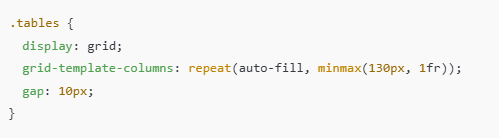 .tables {
  display: grid;
  grid-template-columns: repeat(auto-fill, minmax(130px, 1fr));
  gap: 10px;
}